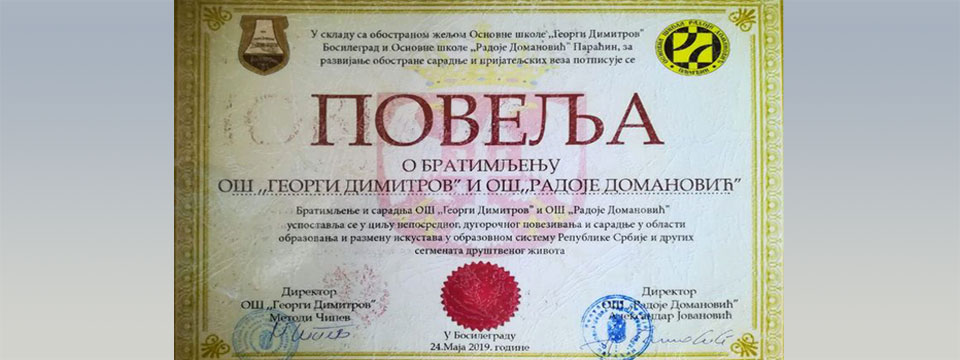 У складу са обостраном жељом Основне школе ,,Георги Димитров"
Босилеград и Основне школе ,,Радоје Домановић" Параћин, за
развијање обостране сарадње и пријатељских веза потписује се
ПОВЕЉА
О БРАТИМЉЕЊУ
ОШ ,,ГЕОРГИ ДИМИТРОВ" И ОШ,,РАДОЈЕ ДОМАНОВИЋ"
Братимљење и сарадња ОШ ,,Георги Димитров" и ОШ ,,Радоје Домановић"
успоставља се у циљу непосредног, дугорочног повезивања и сарадње у области
образовања и размену искустава у образовном систему Републике Србије и других
сегмената друштвеног живота
Директор
ОШ ,,Георги Димитров"
Методи Чипев
Директор
ОШ ,,Радоје Домановић"
Александар Јовановић
У Босилеграду
24.Маја 2019. године